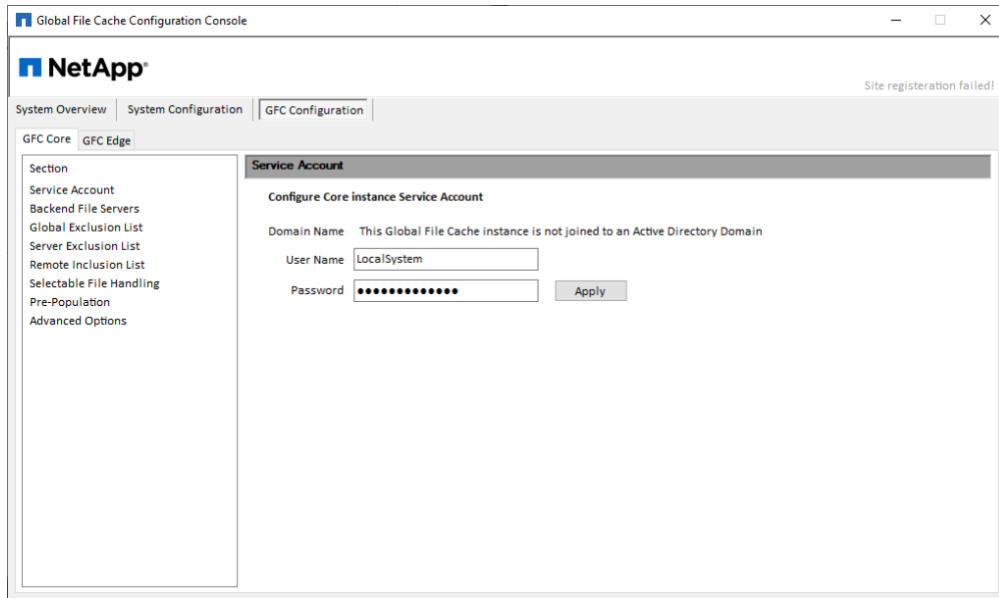 Global File Cache Configuration Console
NetApp
Site registeration failed!
System Overview System Configuration GFC Configuration
GFC Core GFC Edge
Section
Service Account
Backend File Servers
Global Exclusion List
Server Exclusion List
Remote Inclusion List
Selectable File Handling
Pre-Population
Advanced Options
Service Account
Configure Core instance Service Account
Domain Name This Global File Cache instance is not joined to an Active Directory Domain
User Name LocalSystem
Password ●●●●●●●●●●●●● Apply